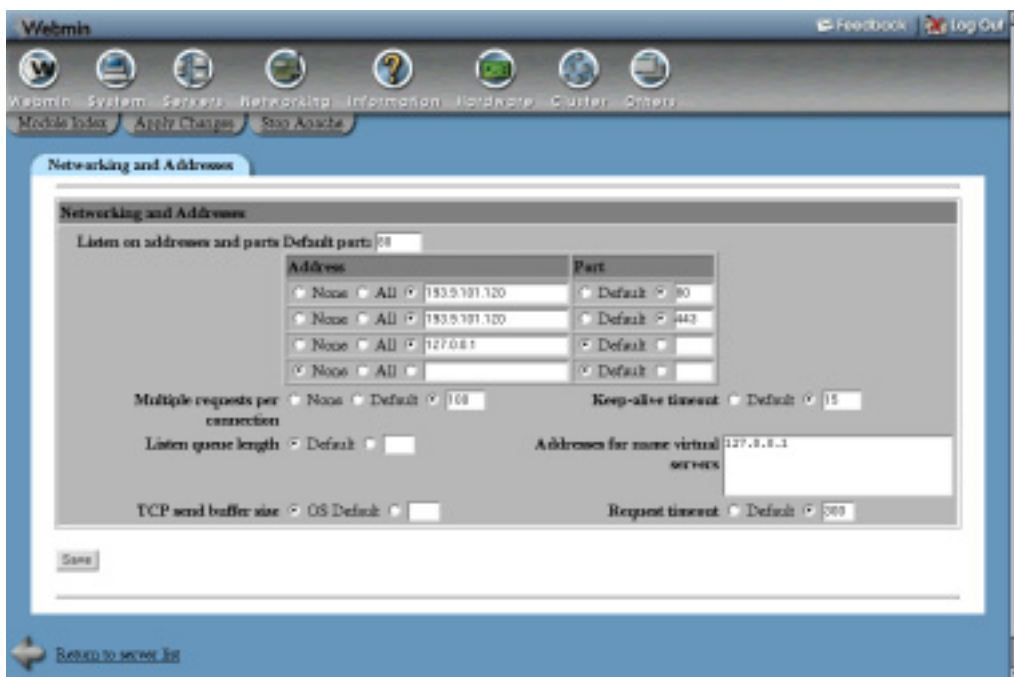 Webmin
Feedback Log Out
Webmin System Servers Networking Information Hardware Cluster Others
Module Index Apply Changes Stop Apache
Networking and Addresses
Networking and Addresses
Listen on addresses and ports Default port: 80
Address Port
None All 193.9.101.120 Default 80
None All 193.9.101.120 Default 443
None All 127.0.0.1 Default
None All Default
Multiple requests per connection None Default 100 Keep-alive timeout Default 15
Listen queue length Default Addresses for name virtual servers 127.0.0.1
TCP send buffer size OS Default Request timeout Default 300
Save
Return to server list